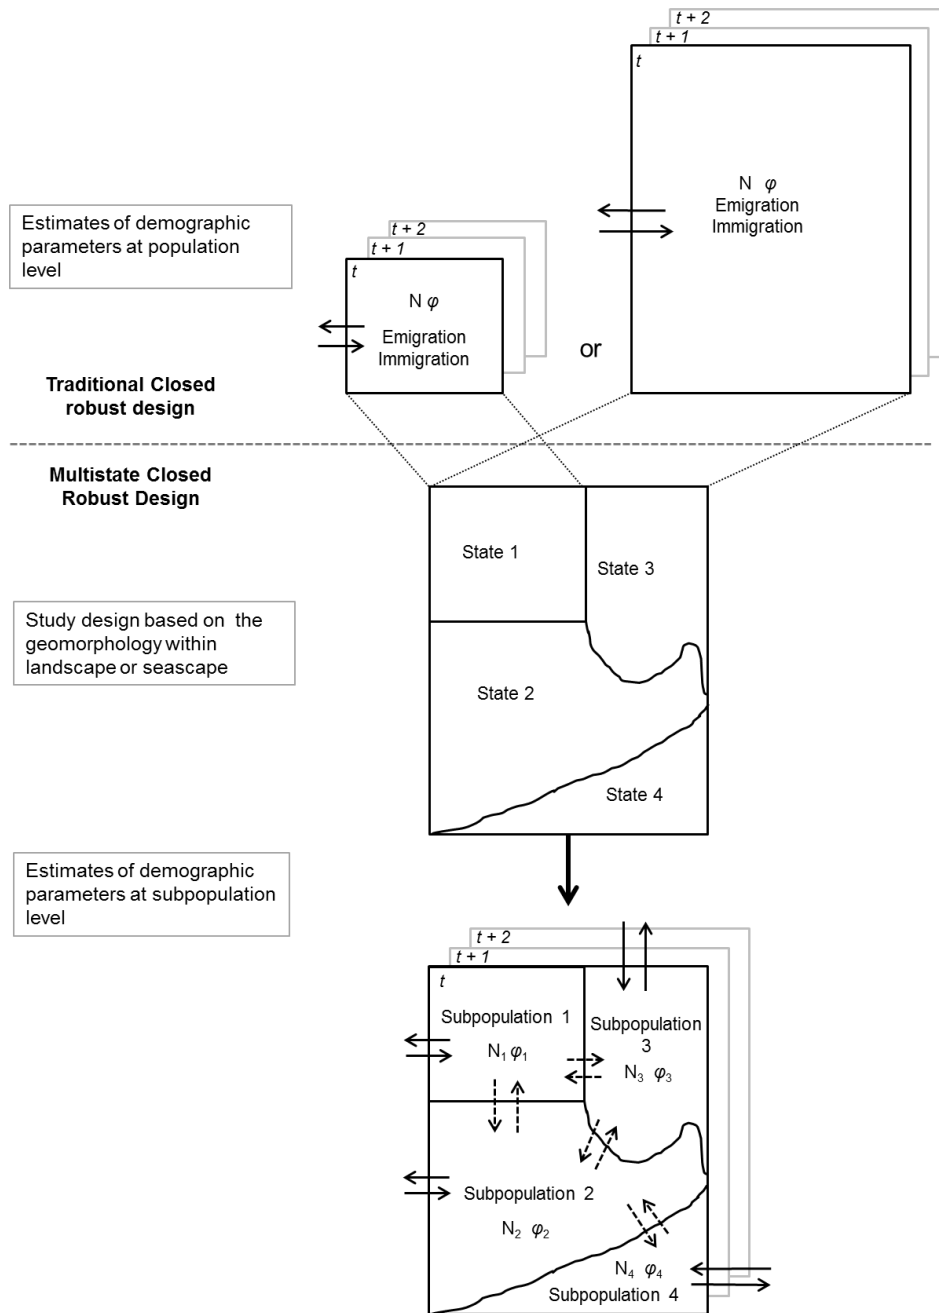 t + 2
t + 1
t
N φ
Emigration
Immigration
Estimates of demographic
parameters at population
level
t + 2
t + 1
t
N φ
Emigration
Immigration
or
Traditional Closed
robust design
Multistate Closed
Robust Design
State 1
State 3
Study design based on the
geomorphology within
landscape or seascape
State 2
State 4
Estimates of demographic
parameters at subpopulation
level
t + 2
t + 1
t
Subpopulation 1
N₁ φ₁
Subpopulation
3
N₃ φ₃
Subpopulation 2
N₂ φ₂
N₄ φ₄
Subpopulation 4